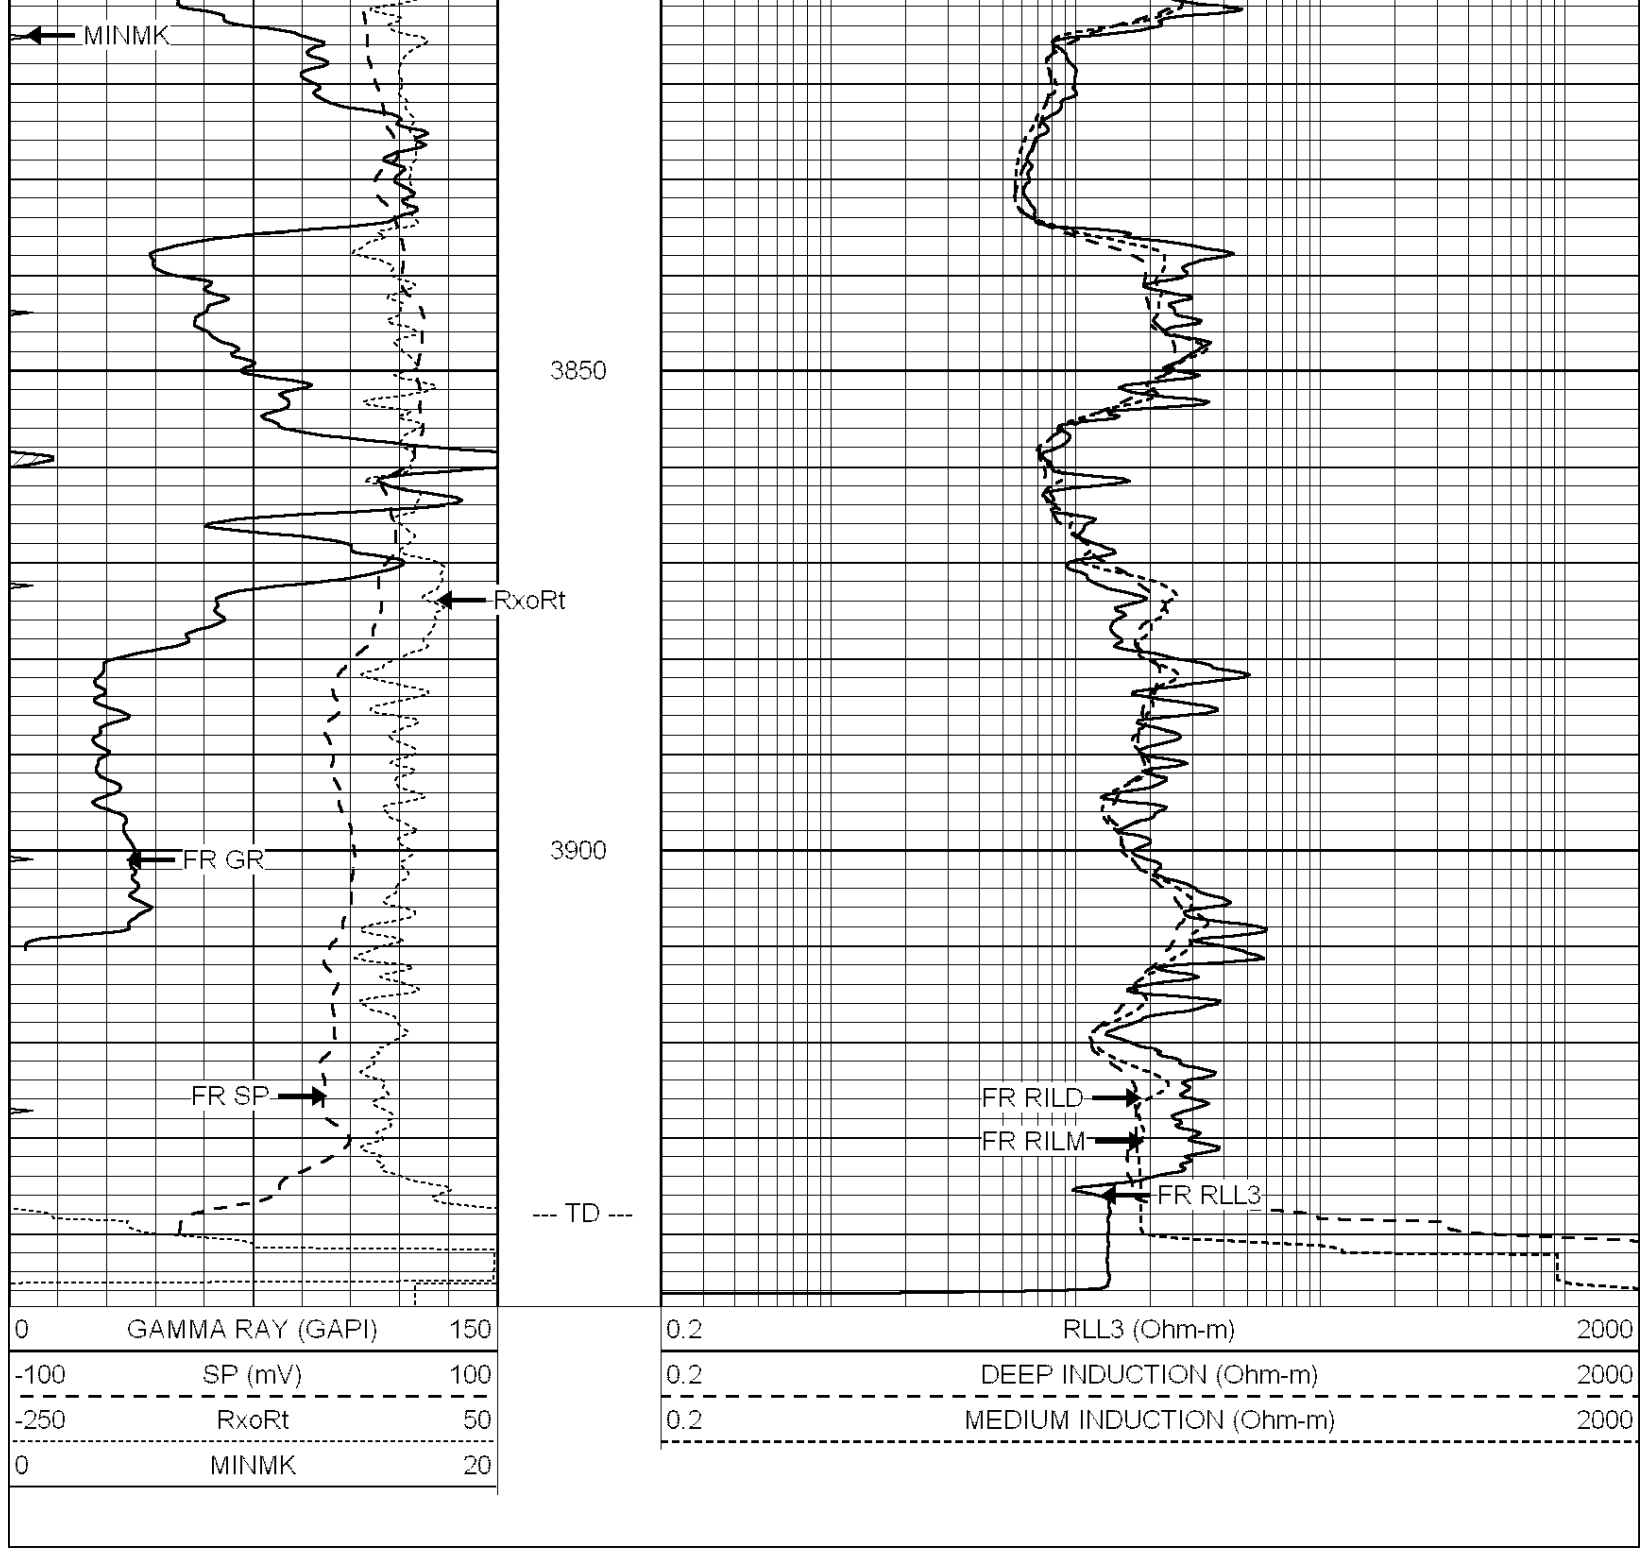 MINMK
3850
RxoRt
3900
FR GR
FR SP
FR RILD
FR RILM
FR RLL3
--- TD ---
0 GAMMA RAY (GAPI) 150
0.2 RLL3 (Ohm-m) 2000
-100 SP (mV) 100
0.2 DEEP INDUCTION (Ohm-m) 2000
-250 RxoRt 50
0.2 MEDIUM INDUCTION (Ohm-m) 2000
0 MINMK 20